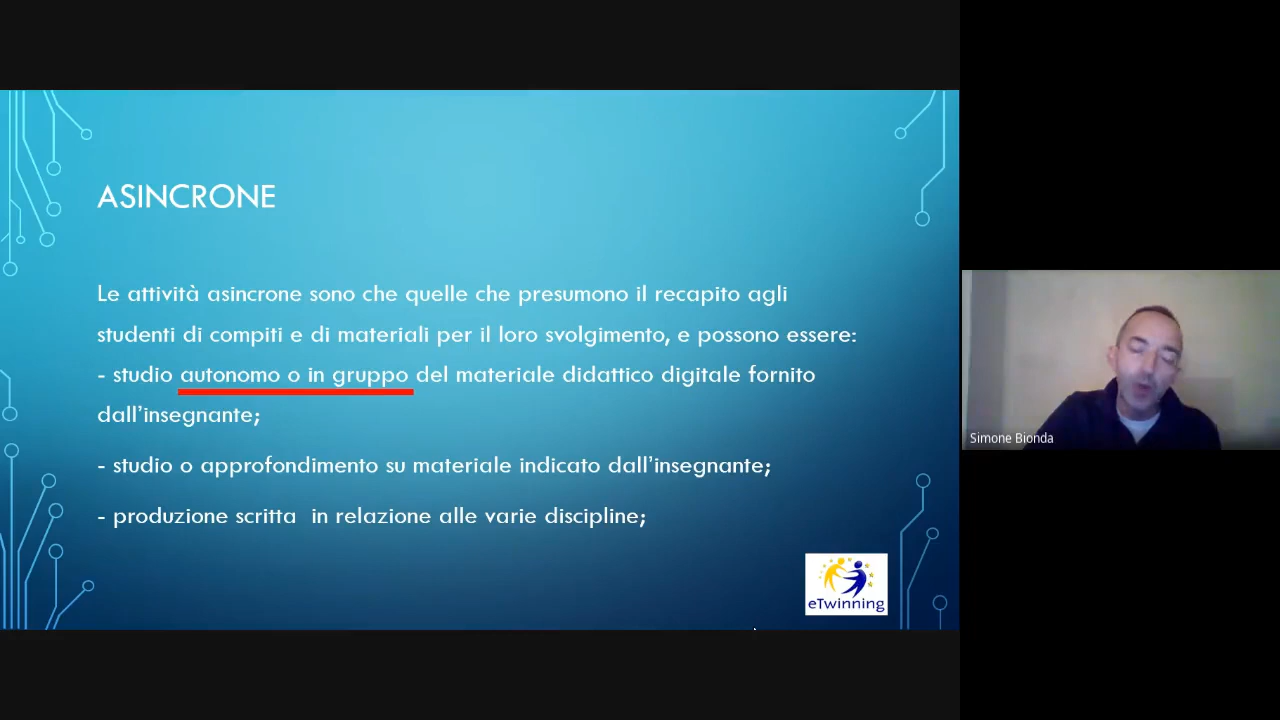 ASINCRONE
Le attività asincrone sono che quelle che presumono il recapito agli
studenti di compiti e di materiali per il loro svolgimento, e possono essere:
- studio autonomo o in gruppo del materiale didattico digitale fornito
dall'insegnante;
- studio o approfondimento su materiale indicato dall'insegnante;
- produzione scritta  in relazione alle varie discipline;
eTwinning
Simone Bionda